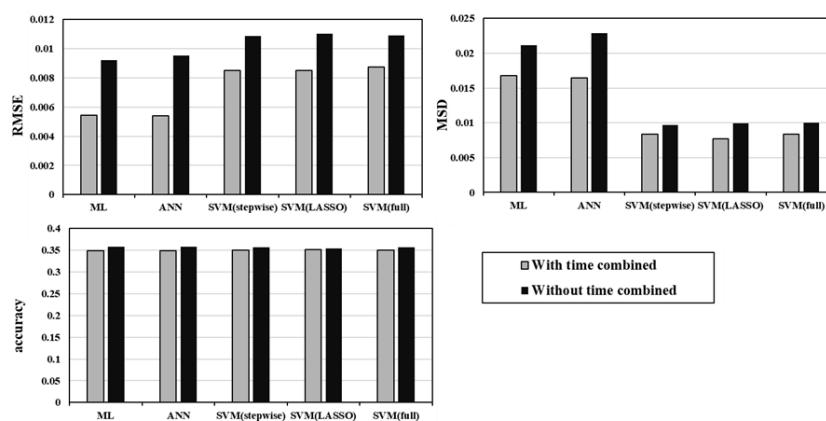 0.012
0.01
0.008
0.006
0.004
0.002
0
RMSE
ML ANN SVM(stepwise) SVM(LASSO) SVM(full)
0.025
0.02
0.015
0.01
0.005
0
MSD
ML ANN SVM(stepwise) SVM(LASSO) SVM(full)
0.4
0.35
0.3
0.25
0.2
0.15
0.1
0.05
0
accuracy
ML ANN SVM(stepwise) SVM(LASSO) SVM(full)
With time combined
Without time combined